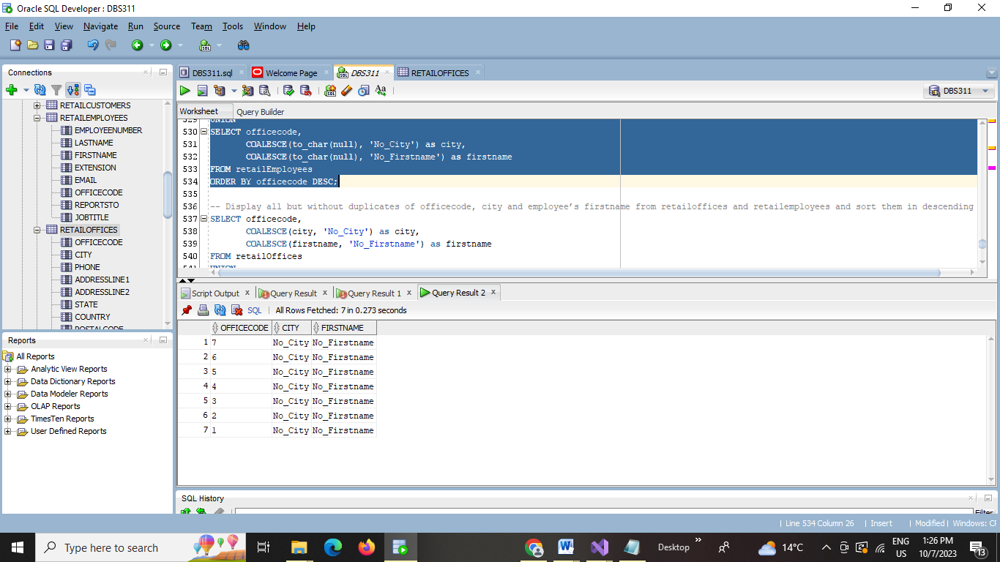 Oracle SQL Developer : DBS311
File Edit View Navigate Run Source Team Tools Window Help
Connections
RETAILCUSTOMERS
RETAILEMPLOYEES
EMPLOYEENUMBER
LASTNAME
FIRSTNAME
EXTENSION
EMAIL
OFFICECODE
REPORTSTO
JOBTITLE
RETAILOFFICES
OFFICECODE
CITY
PHONE
ADDRESSLINE1
ADDRESSLINE2
STATE
COUNTRY
POSTALCODE
Reports
All Reports
Analytic View Reports
Data Dictionary Reports
Data Modeler Reports
OLAP Reports
TimesTen Reports
User Defined Reports
DBS311.sql Welcome Page DBS311 RETAILOFFICES
DBS311
Worksheet Query Builder
529 UNION
530 SELECT officecode,
531 COALESCE(to_char(null), 'No_City') as city,
532 COALESCE(to_char(null), 'No_Firstname') as firstname
533 FROM retailEmployees
534 ORDER BY officecode DESC;
535
536 -- Display all but without duplicates of officecode, city and employee’s firstname from retailoffices and retailemployees and sort them in descending
537 SELECT officecode,
538 COALESCE(city, 'No_City') as city,
539 COALESCE(firstname, 'No_Firstname') as firstname
540 FROM retailOffices
541 UNION
Script Output Query Result Query Result 1 Query Result 2
SQL All Rows Fetched: 7 in 0.273 seconds
OFFICECODE CITY FIRSTNAME
1 7 No_City No_Firstname
2 6 No_City No_Firstname
3 5 No_City No_Firstname
4 4 No_City No_Firstname
5 3 No_City No_Firstname
6 2 No_City No_Firstname
7 1 No_City No_Firstname
SQL History
Filter
Line 534 Column 26 Insert Modified Windows: CR
Type here to search
Desktop
14°C
ENG
US
1:26 PM
10/7/2023
13